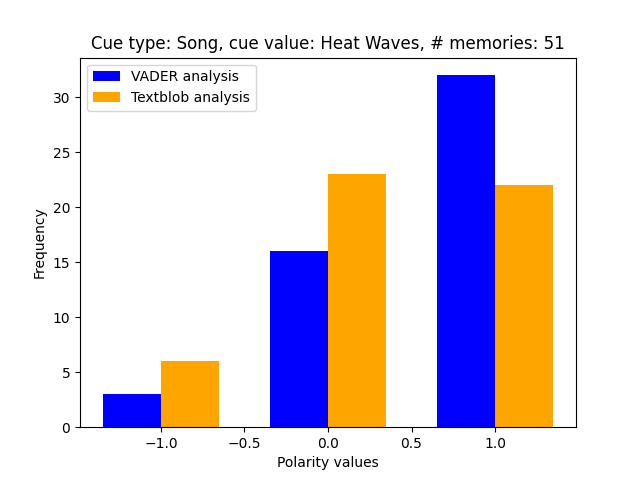 Cue type: Song, cue value: Heat Waves, # memories: 51
VADER analysis
Textblob analysis
30
25
20
15
10
5
0
Frequency
−1.0 −0.5 0.0 0.5 1.0
Polarity values